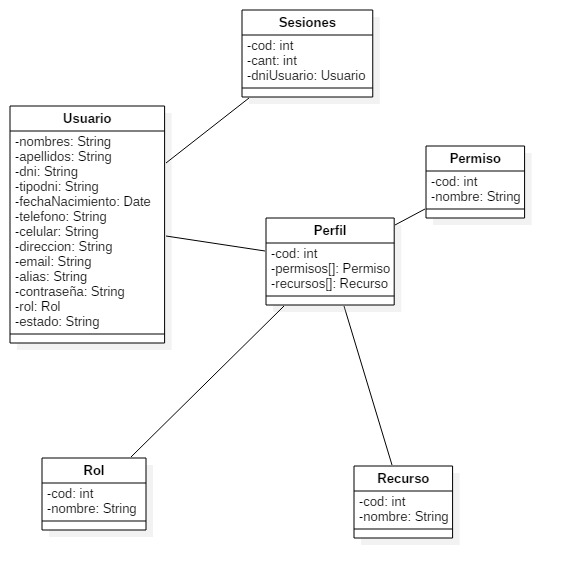 Sesiones
-cod: int
-cant: int
-dniUsuario: Usuario
Usuario
-nombres: String
-apellidos: String
-dni: String
-tipodni: String
-fechaNacimiento: Date
-telefono: String
-celular: String
-direccion: String
-email: String
-alias: String
-contraseña: String
-rol: Rol
-estado: String
Permiso
-cod: int
-nombre: String
Perfil
-cod: int
-permisos[]: Permiso
-recursos[]: Recurso
Rol
-cod: int
-nombre: String
Recurso
-cod: int
-nombre: String